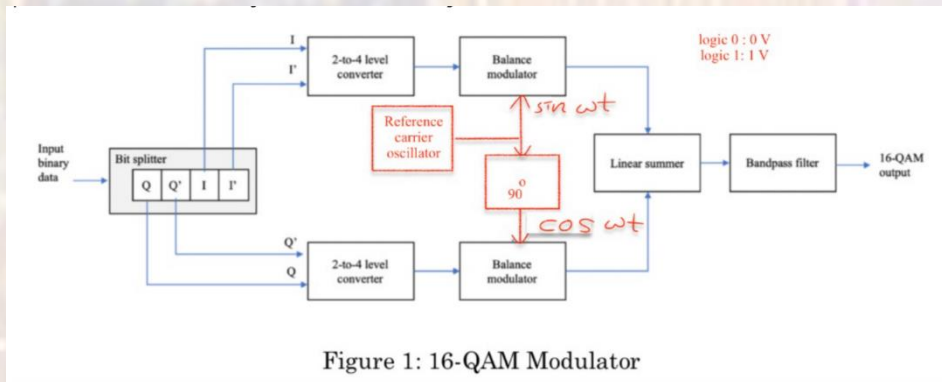 I
I'
2-to-4 level
converter
Balance
modulator
logic 0 : 0 V
logic 1: 1 V
sin ωt
Reference
carrier
oscillator
Input
binary
data
Bit splitter
Q Q' I I'
90°
Linear summer
Bandpass filter
16-QAM
output
cos ωt
Q'
Q
2-to-4 level
converter
Balance
modulator
Figure 1: 16-QAM Modulator